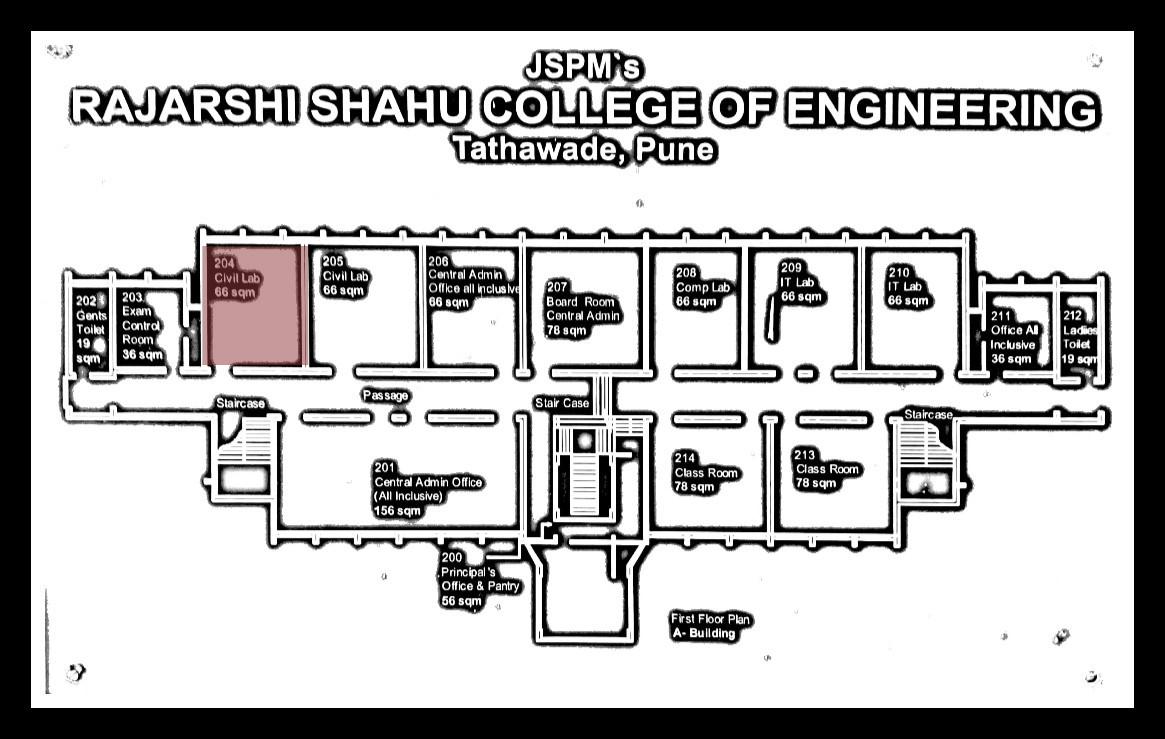 JSPM`s
RAJARSHI SHAHU COLLEGE OF ENGINEERING
Tathawade, Pune
204
Civil Lab
66 sqm
205
Civil Lab
66 sqm
206
Central Admin
Office all inclusive
66 sqm
207
Board Room
Central Admin
78 sqm
208
Comp Lab
66 sqm
209
IT Lab
66 sqm
210
IT Lab
66 sqm
202
Gents
Toilet
19
sqm
203
Exam
Control
Room
36 sqm
211
Office All
Inclusive
36 sqm
212
Ladies
Toilet
19 sqm
Staircase
Passage
Stair Case
Staircase
201
Central Admin Office
(All Inclusive)
156 sqm
214
Class Room
78 sqm
213
Class Room
78 sqm
200
Principal's
Office & Pantry
56 sqm
First Floor Plan
A- Building